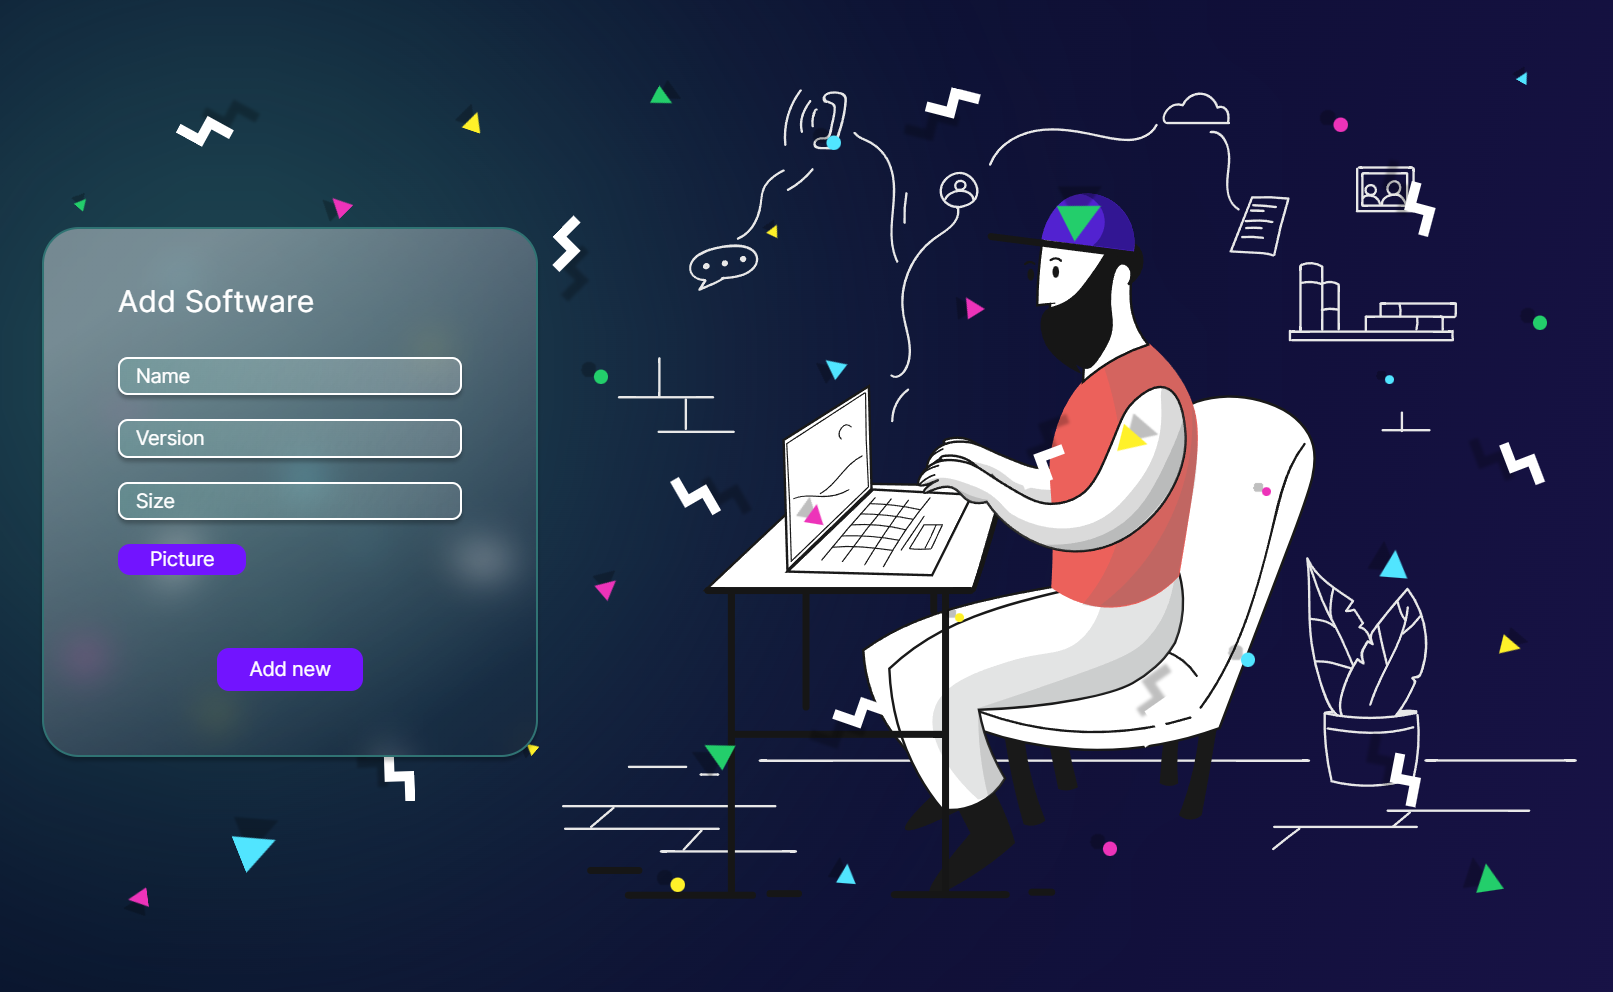 Add Software
Name
Version
Size
Picture
Add new